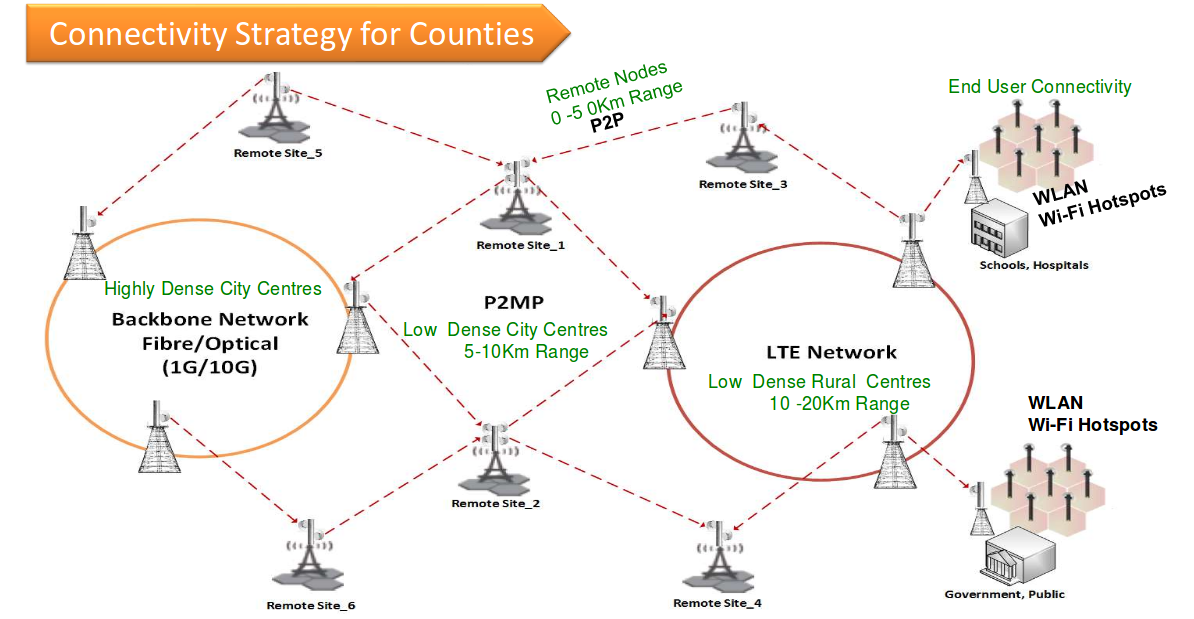 Connectivity Strategy for Counties
Remote Nodes
0 -5 0Km Range
P2P
End User Connectivity
Remote Site_5
Remote Site_3
WLAN
Wi-Fi Hotspots
Remote Site_1
Schools, Hospitals
Highly Dense City Centres
Backbone Network
Fibre/Optical
(1G/10G)
P2MP
Low Dense City Centres
5-10Km Range
LTE Network
Low Dense Rural Centres
10 -20Km Range
WLAN
Wi-Fi Hotspots
Remote Site_2
Remote Site_6
Remote Site_4
Government, Public